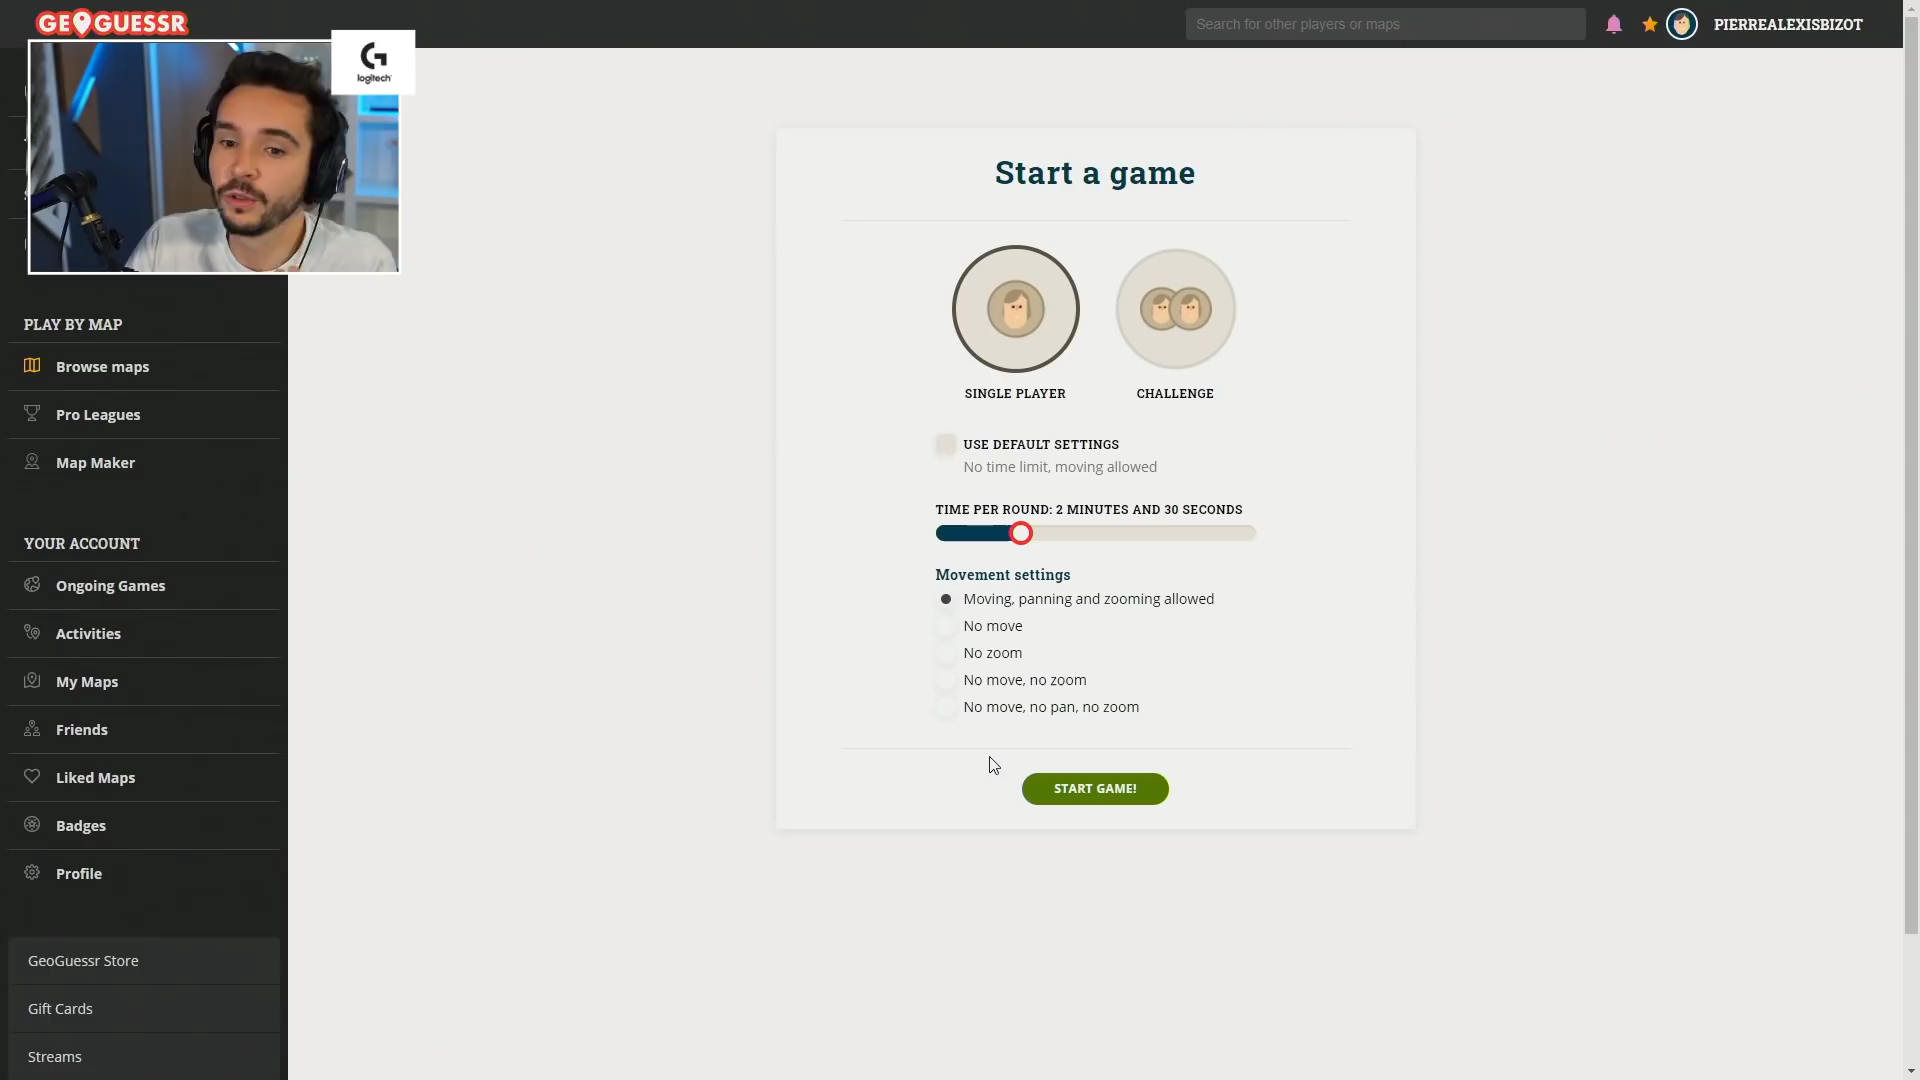 GEOGUESSR
Search for other players or maps
PIERREALEXISBIZOT
logitech
PLAY BY MAP
Browse maps
Pro Leagues
Map Maker
YOUR ACCOUNT
Ongoing Games
Activities
My Maps
Friends
Liked Maps
Badges
Profile
GeoGuessr Store
Gift Cards
Streams
Start a game
SINGLE PLAYER
CHALLENGE
USE DEFAULT SETTINGS
No time limit, moving allowed
TIME PER ROUND: 2 MINUTES AND 30 SECONDS
Movement settings
Moving, panning and zooming allowed
No move
No zoom
No move, no zoom
No move, no pan, no zoom
START GAME!